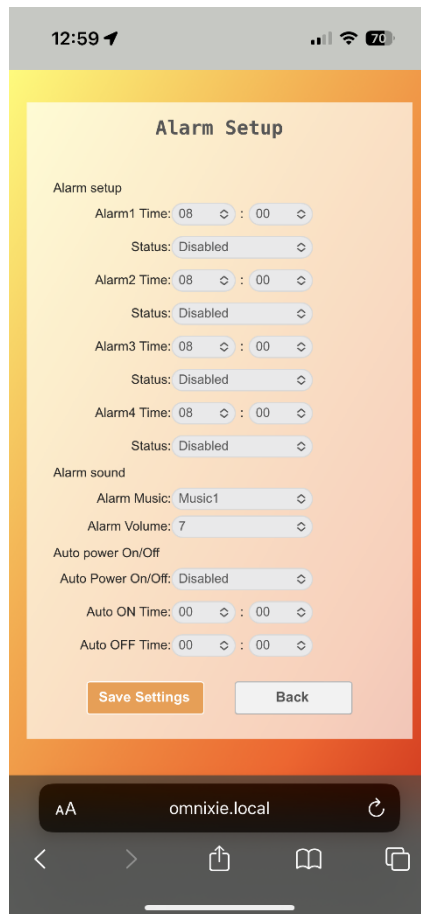 12:59
70
Alarm Setup
Alarm setup
Alarm1 Time: 08 : 00
Status: Disabled
Alarm2 Time: 08 : 00
Status: Disabled
Alarm3 Time: 08 : 00
Status: Disabled
Alarm4 Time: 08 : 00
Status: Disabled
Alarm sound
Alarm Music: Music1
Alarm Volume: 7
Auto power On/Off
Auto Power On/Off: Disabled
Auto ON Time: 00 : 00
Auto OFF Time: 00 : 00
Save Settings Back
AA omnixie.local